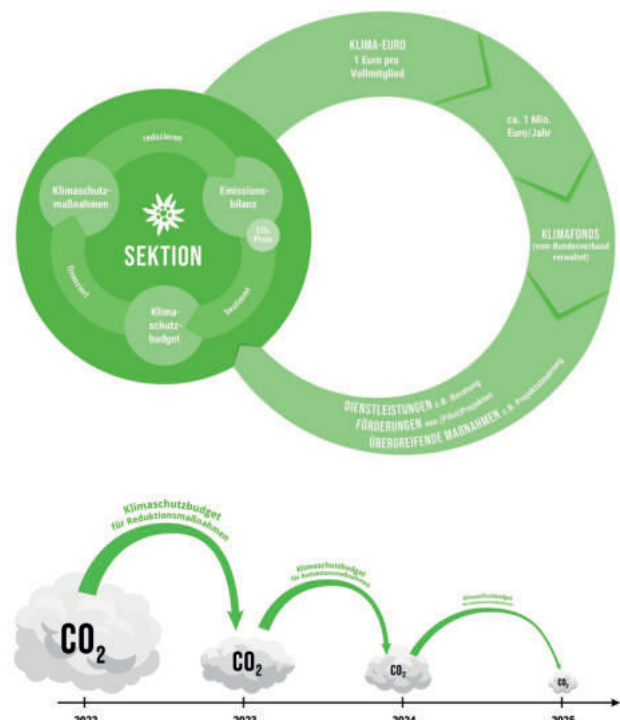 KLIMA-EURO
1 Euro pro
Vollmitglied
ca. 1 Mio.
Euro/Jahr
KLIMAFONDS
(vom Bundesverband
verwaltet)
DIENSTLEISTUNGEN z.B. Beratung
FÖRDERUNGEN von (Pilot)Projekten
ÜBERGREIFENDE MAẞNAHMEN z.B. Projektsteuerung
reduzieren
Klimaschutz-
maßnahmen
Emissions-
bilanz
CO₂
Preis
SEKTION
finanziert
bestimmt
Klima-
schutz-
budget
Klimaschutzbudget
für Reduktionsmaßnahmen
Klimaschutzbudget
für Reduktionsmaßnahmen
Klimaschutzbudget
CO₂
CO₂
CO₂
CO₂
2022
2023
2024
2025